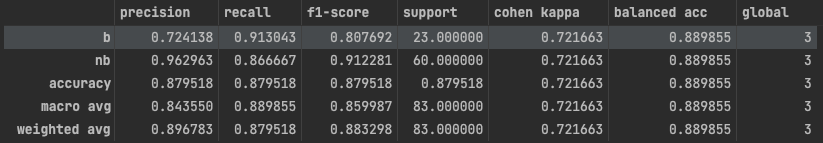 precision recall f1-score support cohen kappa balanced acc global
b 0.724138 0.913043 0.807692 23.000000 0.721663 0.889855 3
nb 0.962963 0.866667 0.912281 60.000000 0.721663 0.889855 3
accuracy 0.879518 0.879518 0.879518 0.879518 0.721663 0.889855 3
macro avg 0.843550 0.889855 0.859987 83.000000 0.721663 0.889855 3
weighted avg 0.896783 0.879518 0.883298 83.000000 0.721663 0.889855 3